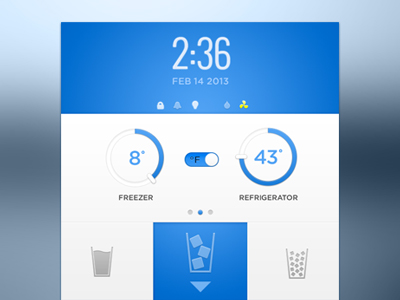 2:36
FEB 14 2013
8°
°F
43°
FREEZER
REFRIGERATOR